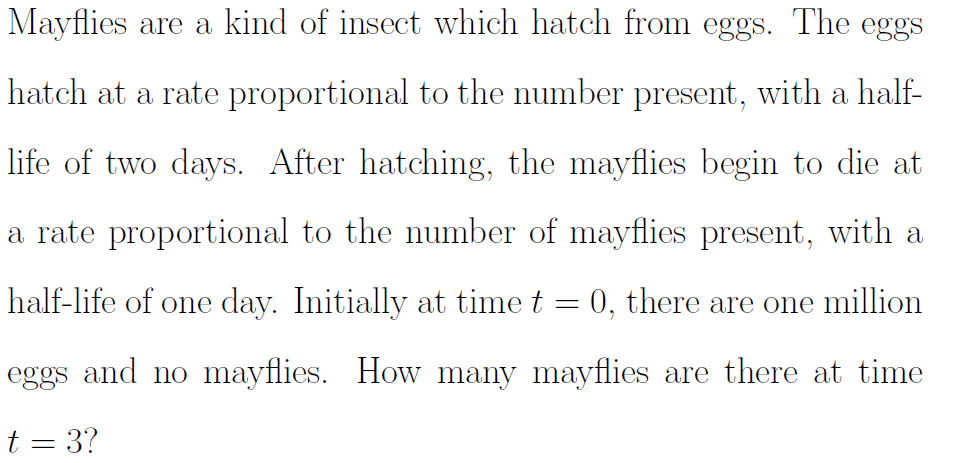 Mayflies are a kind of insect which hatch from eggs. The eggs
hatch at a rate proportional to the number present, with a half-
life of two days. After hatching, the mayflies begin to die at
a rate proportional to the number of mayflies present, with a
half-life of one day. Initially at time t = 0, there are one million
eggs and no mayflies. How many mayflies are there at time
t = 3?